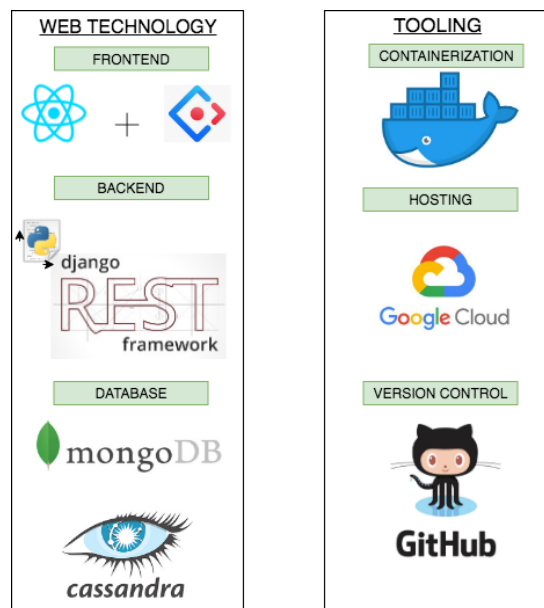 WEB TECHNOLOGY
FRONTEND
+
BACKEND
django
REST
framework
DATABASE
mongoDB
cassandra
TOOLING
CONTAINERIZATION
HOSTING
Google Cloud
VERSION CONTROL
GitHub